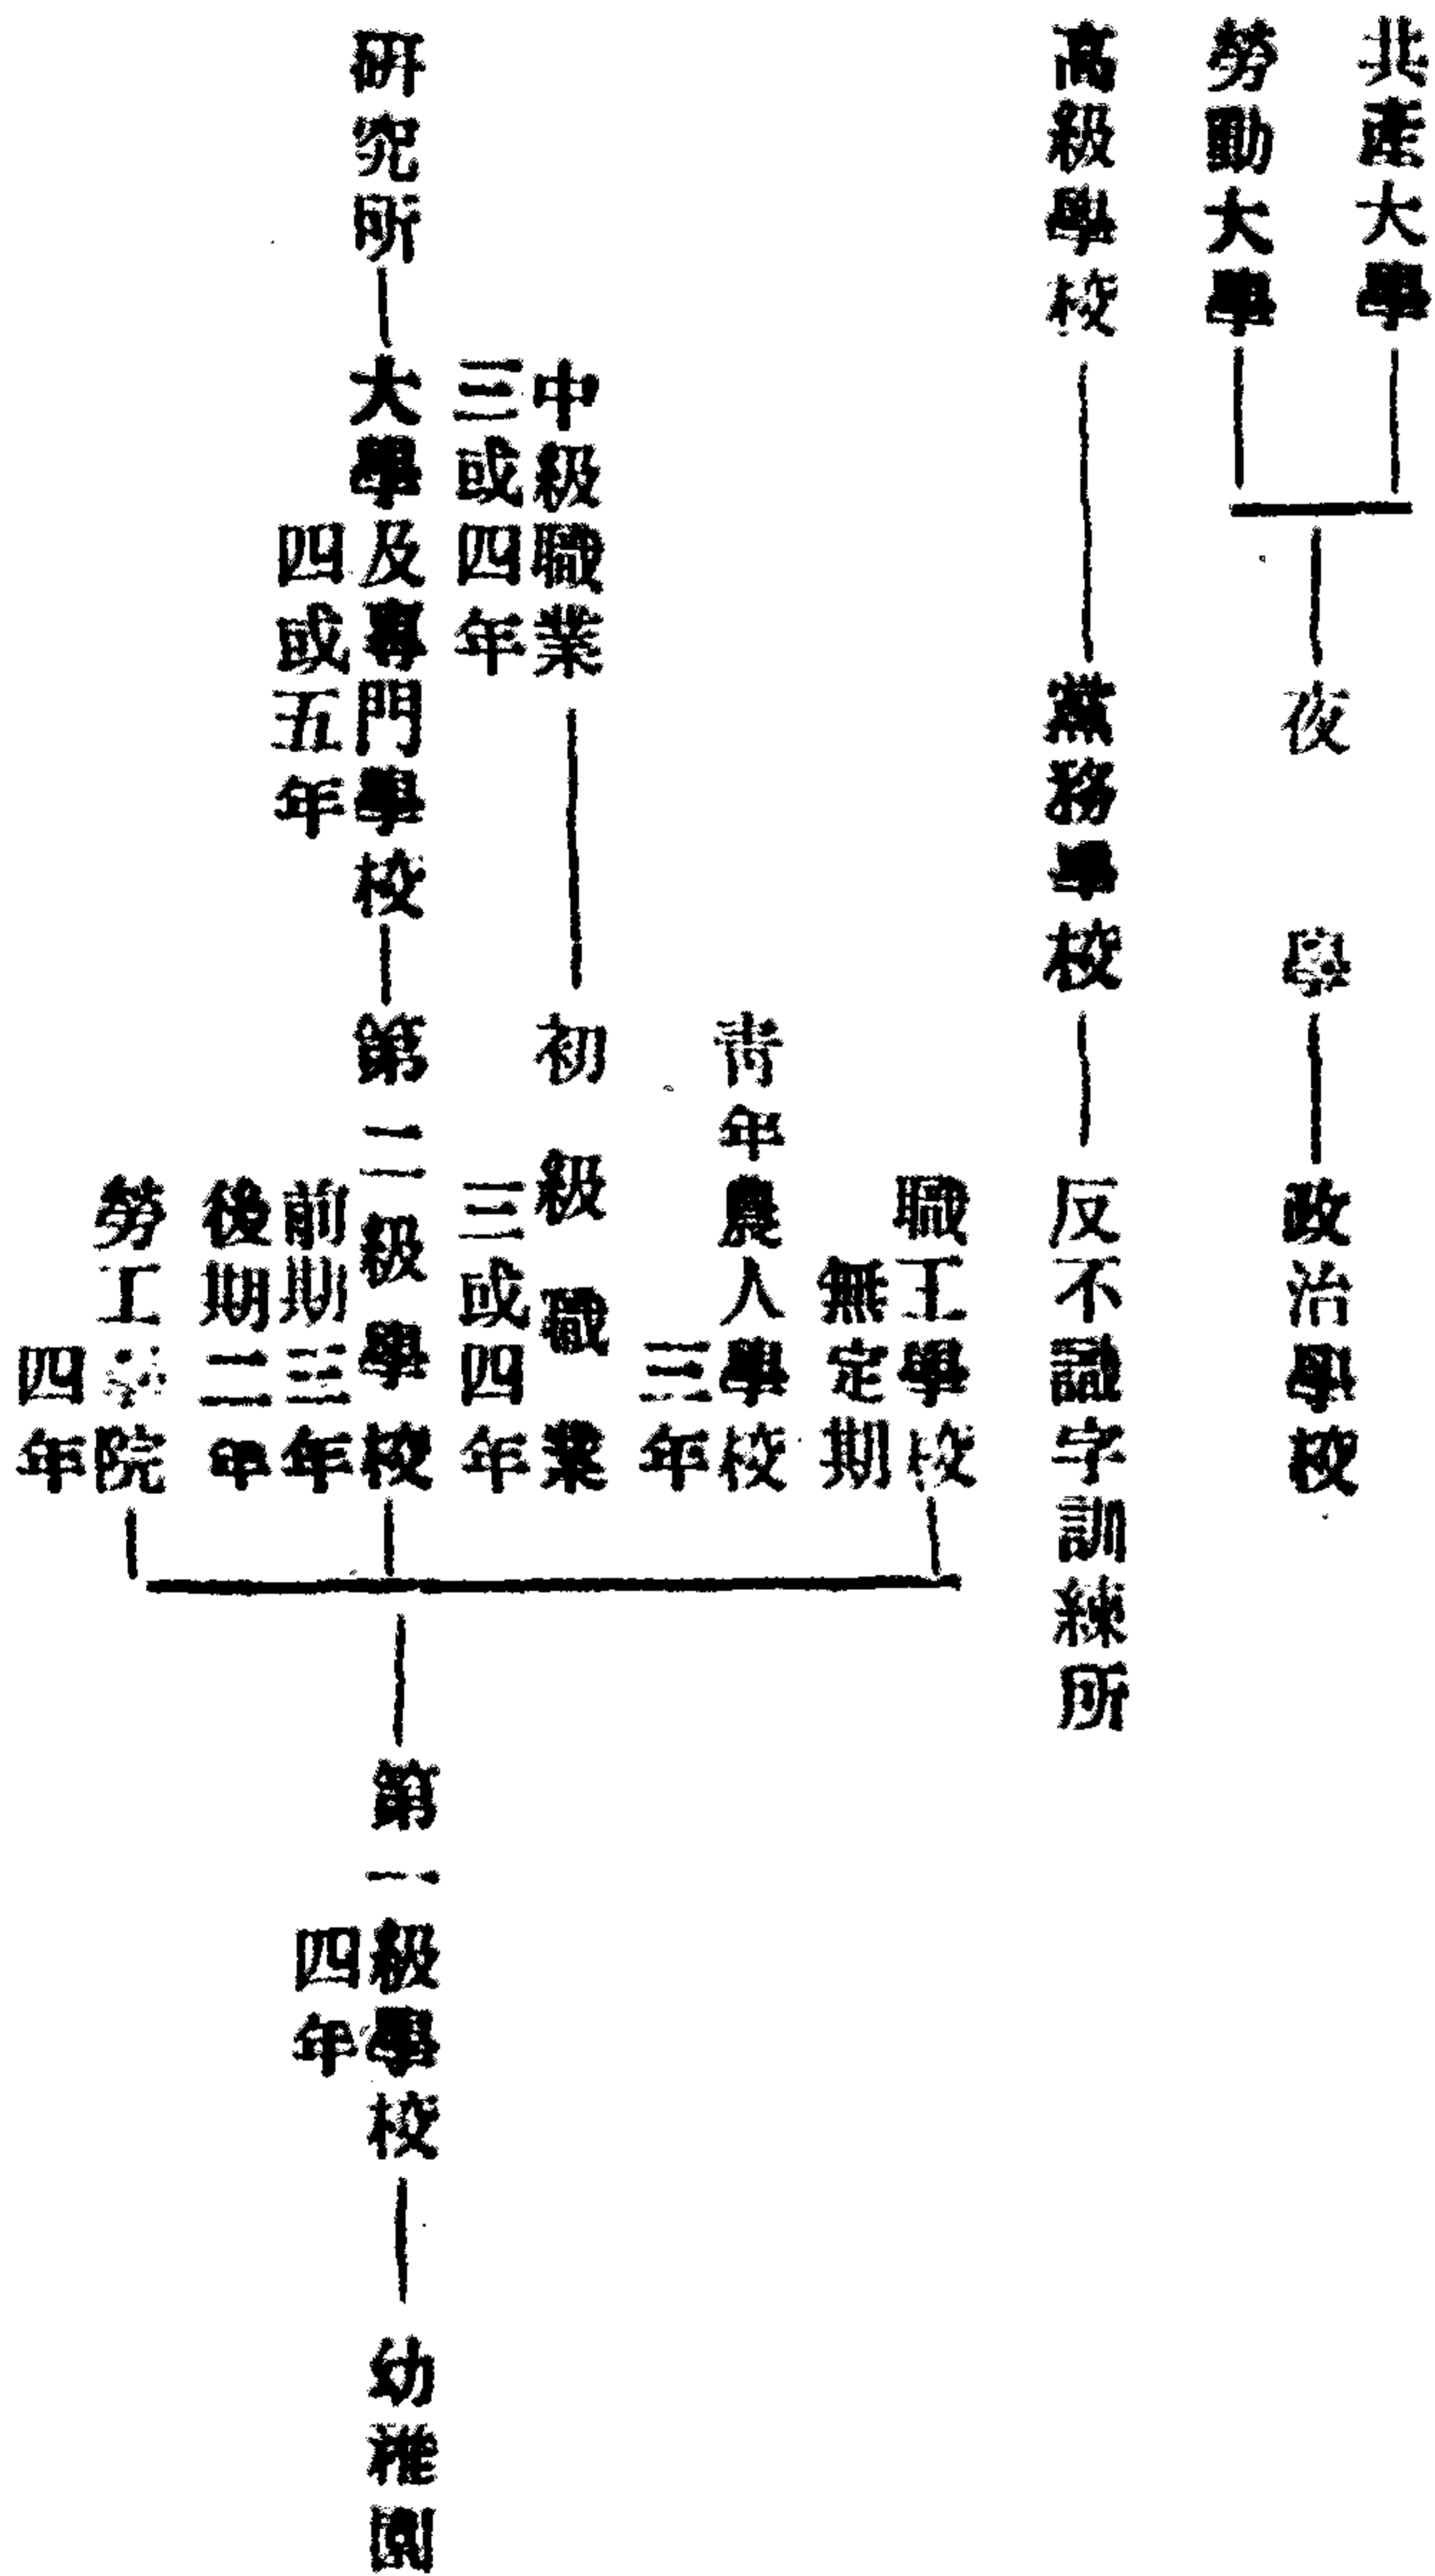 共產大學
勞動大學
夜學
政治學校
高級學校
黨務學校
反不識字訓練所
職工學校
無定期
青年農人學校
三年
中級職業
三或四年
初級職業
三或四年
研究所
大學及專門學校
四或五年
第二級學校
前期三年
後期二年
勞工學院
四年
第一級學校
四年
幼稚園